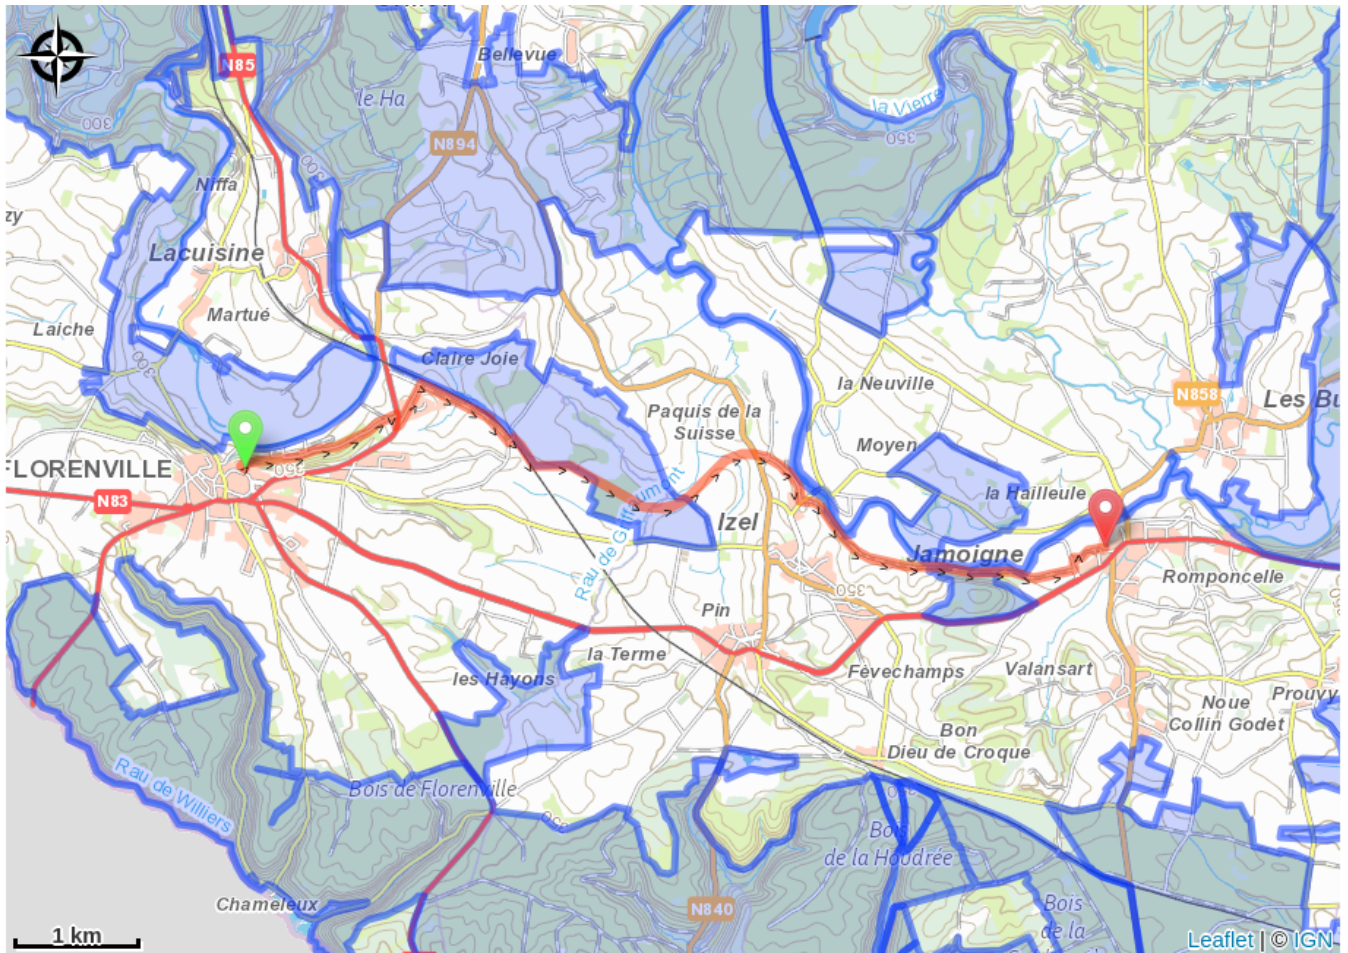 Bellevue
N85
la Vierre
le Ha
300
350
N894
300
Niffa
zy
Lacuisine
Martué
Laiche
300
Claire Joie
la Neuville
N858
Les Bu
Paquis de la
Suisse
Moyen
FLORENVILLE
350
N83
la Hailleule
Izel
Jamoigne
Romponcelle
350
Pin
la Terme
les Hayons
Fèvechamps
Valansart
Prouvy
Noue
Collin Godet
Bon
Dieu de Croque
Rau de Williers
Bois de Florenville
350
350
Bois
de la Houdrée
Chameleux
N840
Bois
de la
1 km
Leaflet | © IGN